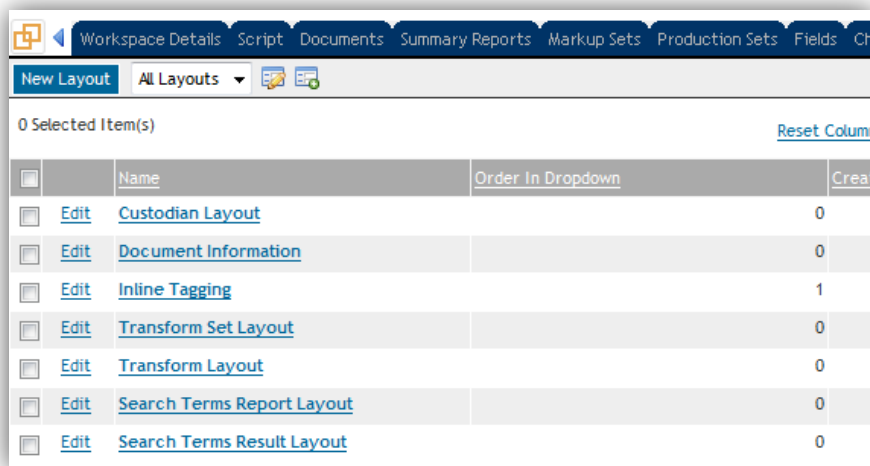 Workspace Details Script Documents Summary Reports Markup Sets Production Sets Fields Ch
New Layout All Layouts
0 Selected Item(s) Reset Colum
Name Order In Dropdown Crea
Edit Custodian Layout 0
Edit Document Information 0
Edit Inline Tagging 1
Edit Transform Set Layout 0
Edit Transform Layout 0
Edit Search Terms Report Layout 0
Edit Search Terms Result Layout 0